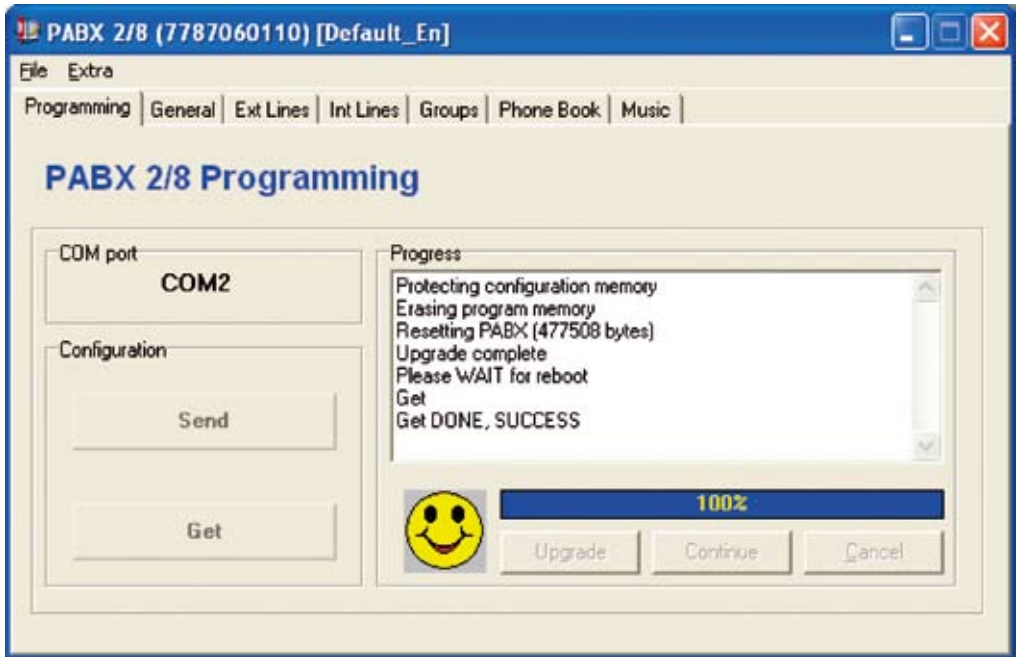 PABX 2/8 (7787060110) [Default_En]
File Extra
Programming General Ext Lines Int Lines Groups Phone Book Music
PABX 2/8 Programming
COM port
COM2
Configuration
Send
Get
Progress
Protecting configuration memory
Erasing program memory
Resetting PABX (477508 bytes)
Upgrade complete
Please WAIT for reboot
Get
Get DONE, SUCCESS
100%
Upgrade Continue Cancel